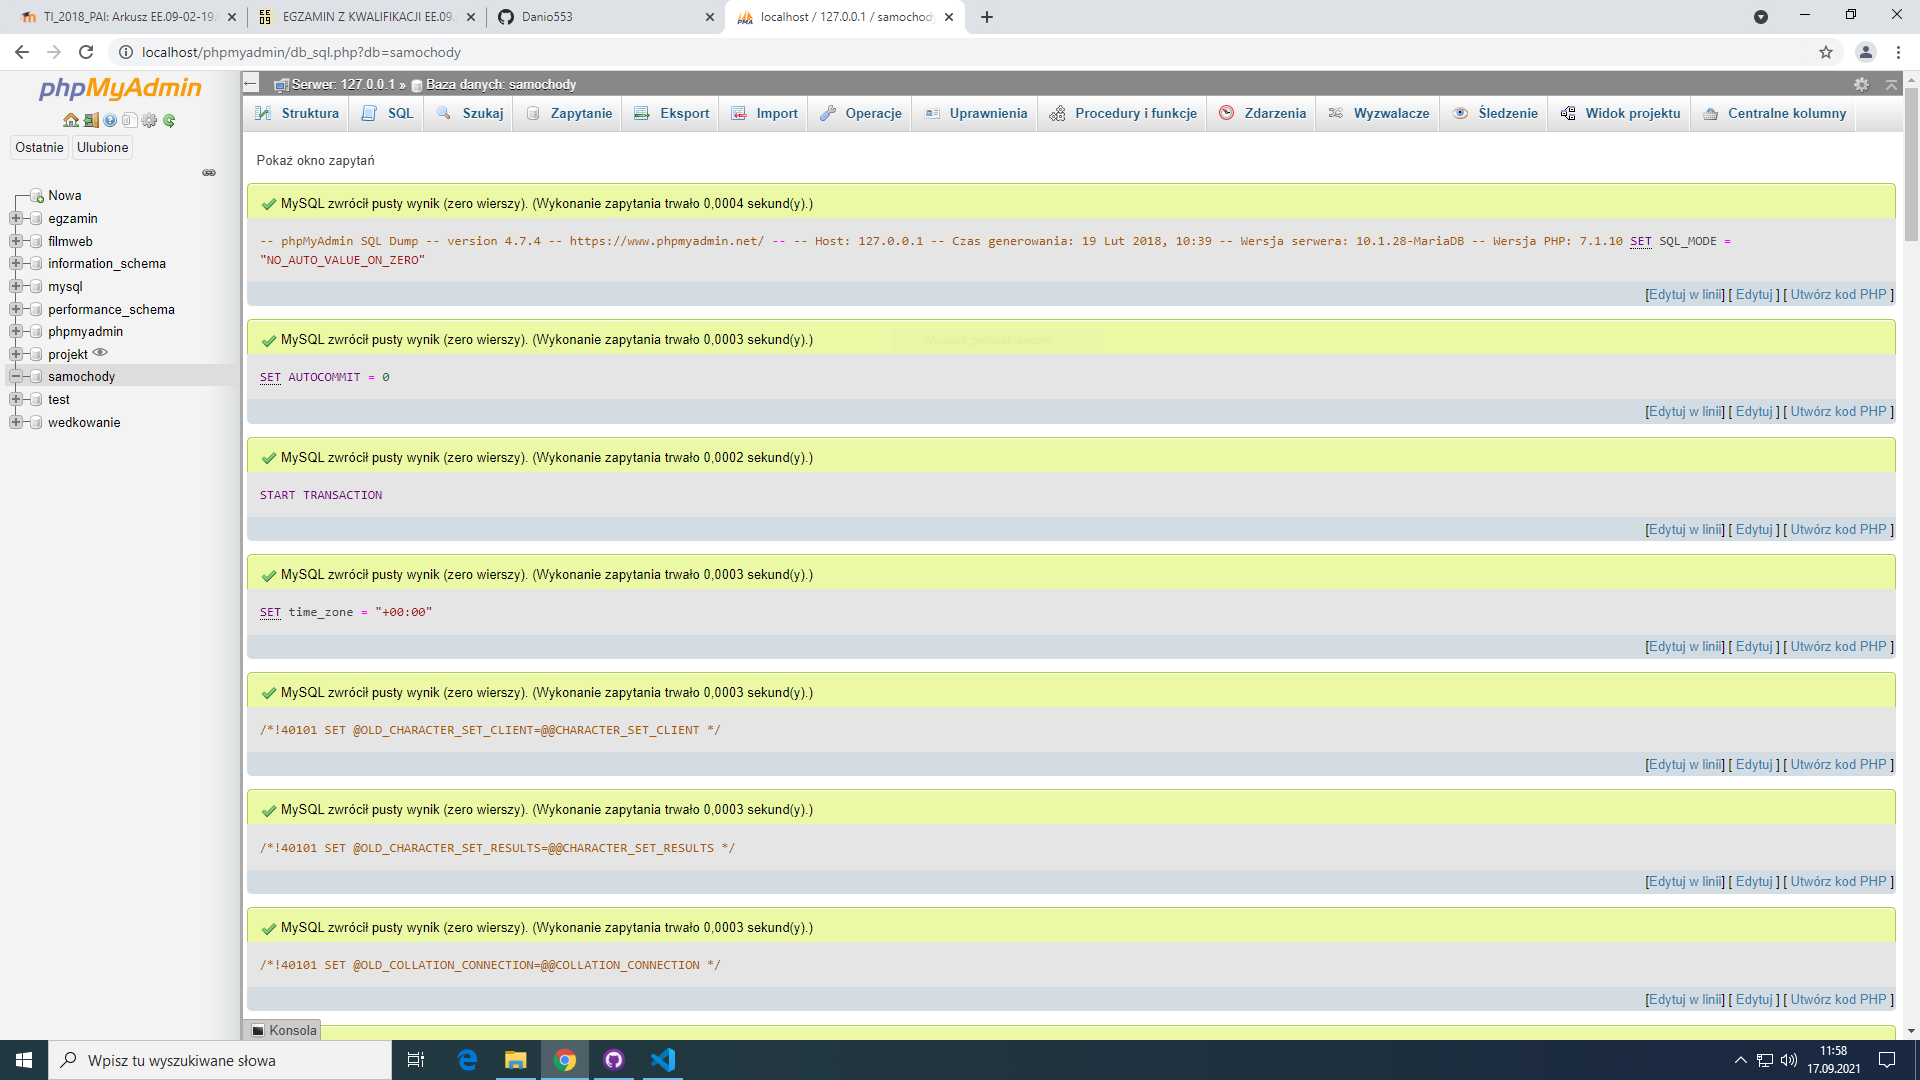 TI_2018_PAI: Arkusz EE.09-02-19.0
EGZAMIN Z KWALIFIKACJI EE.09.
Danio553
localhost / 127.0.0.1 / samochody
localhost/phpmyadmin/db_sql.php?db=samochody
phpMyAdmin
Ostatnie
Ulubione
Nowa
egzamin
filmweb
information_schema
mysql
performance_schema
phpmyadmin
projekt
samochody
test
wedkowanie
Serwer: 127.0.0.1 » Baza danych: samochody
Struktura
SQL
Szukaj
Zapytanie
Eksport
Import
Operacje
Uprawnienia
Procedury i funkcje
Zdarzenia
Wyzwalacze
Śledzenie
Widok projektu
Centralne kolumny
Pokaż okno zapytań
MySQL zwrócił pusty wynik (zero wierszy). (Wykonanie zapytania trwało 0,0004 sekund(y).)
-- phpMyAdmin SQL Dump -- version 4.7.4 -- https://www.phpmyadmin.net/ -- -- Host: 127.0.0.1 -- Czas generowania: 19 Lut 2018, 10:39 -- Wersja serwera: 10.1.28-MariaDB -- Wersja PHP: 7.1.10 SET SQL_MODE =
"NO_AUTO_VALUE_ON_ZERO"
[Edytuj w linii] [ Edytuj ] [ Utwórz kod PHP ]
MySQL zwrócił pusty wynik (zero wierszy). (Wykonanie zapytania trwało 0,0003 sekund(y).)
SET AUTOCOMMIT = 0
[Edytuj w linii] [ Edytuj ] [ Utwórz kod PHP ]
MySQL zwrócił pusty wynik (zero wierszy). (Wykonanie zapytania trwało 0,0002 sekund(y).)
START TRANSACTION
[Edytuj w linii] [ Edytuj ] [ Utwórz kod PHP ]
MySQL zwrócił pusty wynik (zero wierszy). (Wykonanie zapytania trwało 0,0003 sekund(y).)
SET time_zone = "+00:00"
[Edytuj w linii] [ Edytuj ] [ Utwórz kod PHP ]
MySQL zwrócił pusty wynik (zero wierszy). (Wykonanie zapytania trwało 0,0003 sekund(y).)
/*!40101 SET @OLD_CHARACTER_SET_CLIENT=@@CHARACTER_SET_CLIENT */
[Edytuj w linii] [ Edytuj ] [ Utwórz kod PHP ]
MySQL zwrócił pusty wynik (zero wierszy). (Wykonanie zapytania trwało 0,0003 sekund(y).)
/*!40101 SET @OLD_CHARACTER_SET_RESULTS=@@CHARACTER_SET_RESULTS */
[Edytuj w linii] [ Edytuj ] [ Utwórz kod PHP ]
MySQL zwrócił pusty wynik (zero wierszy). (Wykonanie zapytania trwało 0,0003 sekund(y).)
/*!40101 SET @OLD_COLLATION_CONNECTION=@@COLLATION_CONNECTION */
[Edytuj w linii] [ Edytuj ] [ Utwórz kod PHP ]
Konsola
Wpisz tu wyszukiwane słowa
11:58
17.09.2021